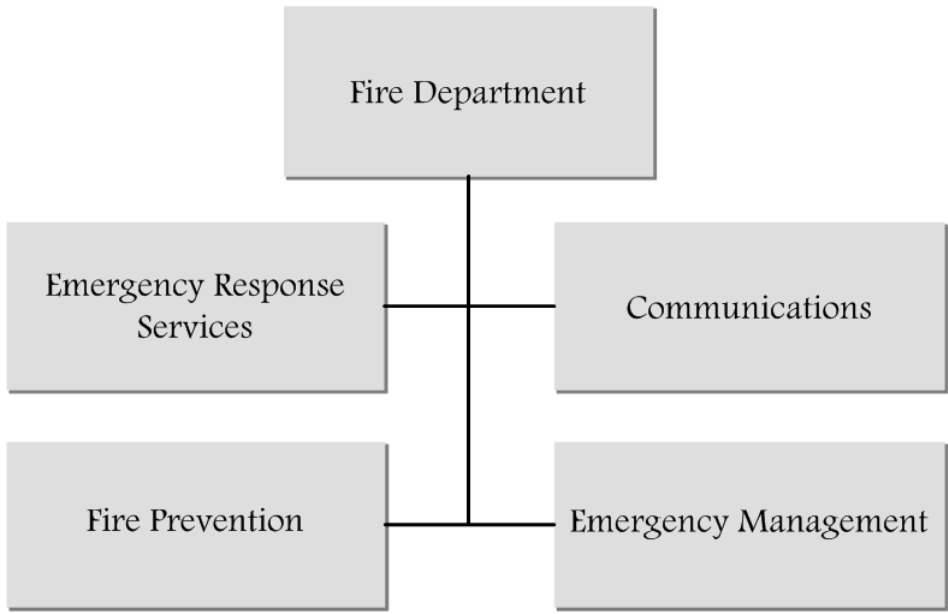 Fire Department
Emergency Response
Services
Communications
Fire Prevention
Emergency Management